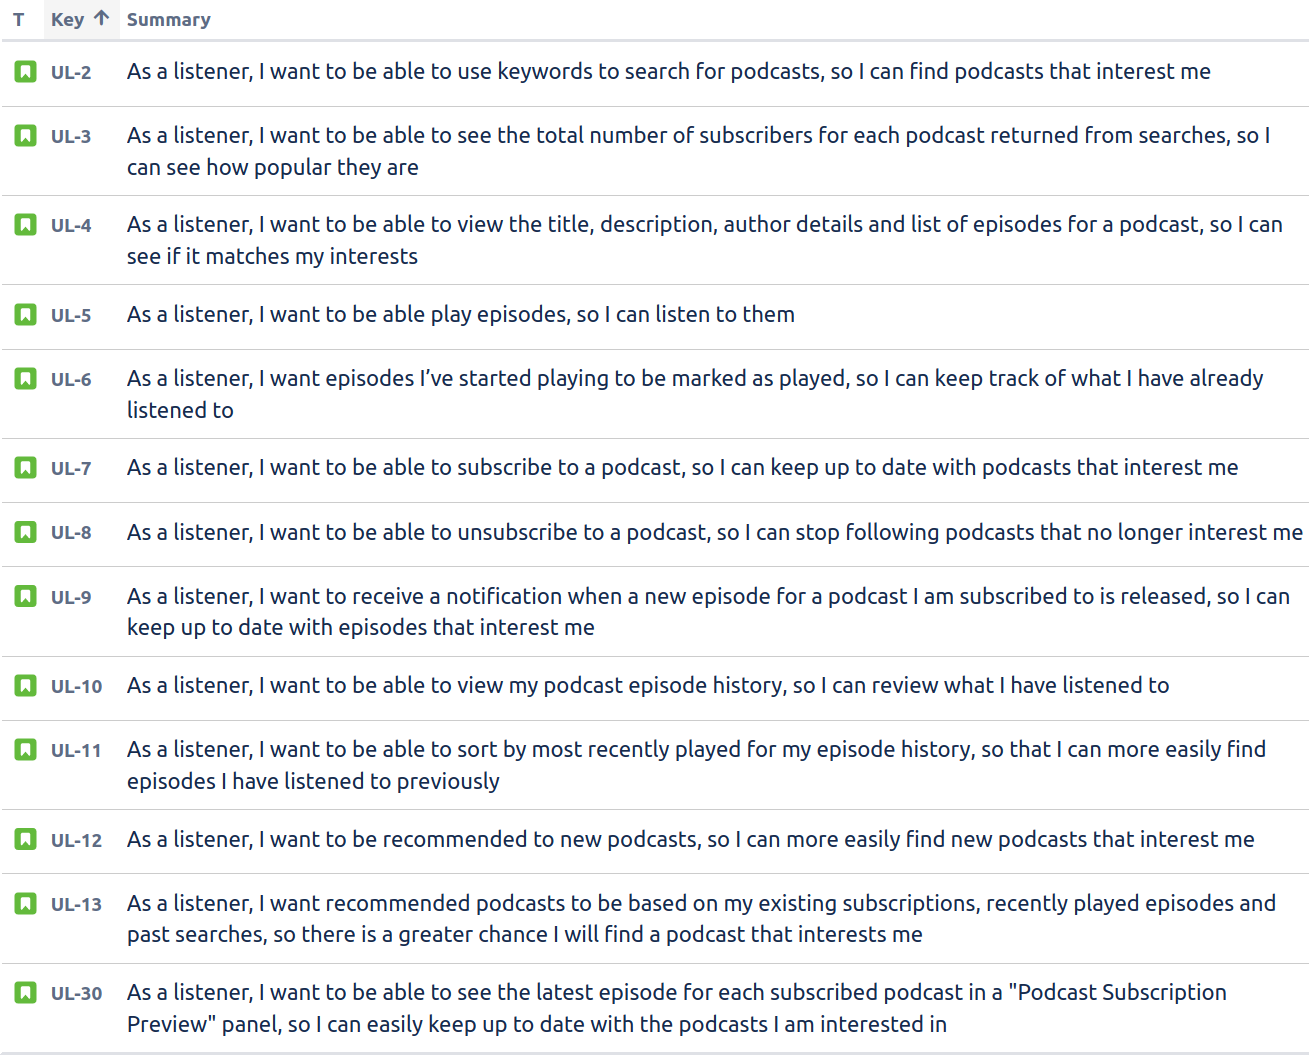 T Key ↑ Summary
UL-2 As a listener, I want to be able to use keywords to search for podcasts, so I can find podcasts that interest me
UL-3 As a listener, I want to be able to see the total number of subscribers for each podcast returned from searches, so I
can see how popular they are
UL-4 As a listener, I want to be able to view the title, description, author details and list of episodes for a podcast, so I can
see if it matches my interests
UL-5 As a listener, I want to be able play episodes, so I can listen to them
UL-6 As a listener, I want episodes I’ve started playing to be marked as played, so I can keep track of what I have already
listened to
UL-7 As a listener, I want to be able to subscribe to a podcast, so I can keep up to date with podcasts that interest me
UL-8 As a listener, I want to be able to unsubscribe to a podcast, so I can stop following podcasts that no longer interest me
UL-9 As a listener, I want to receive a notification when a new episode for a podcast I am subscribed to is released, so I can
keep up to date with episodes that interest me
UL-10 As a listener, I want to be able to view my podcast episode history, so I can review what I have listened to
UL-11 As a listener, I want to be able to sort by most recently played for my episode history, so that I can more easily find
episodes I have listened to previously
UL-12 As a listener, I want to be recommended to new podcasts, so I can more easily find new podcasts that interest me
UL-13 As a listener, I want recommended podcasts to be based on my existing subscriptions, recently played episodes and
past searches, so there is a greater chance I will find a podcast that interests me
UL-30 As a listener, I want to be able to see the latest episode for each subscribed podcast in a "Podcast Subscription
Preview" panel, so I can easily keep up to date with the podcasts I am interested in